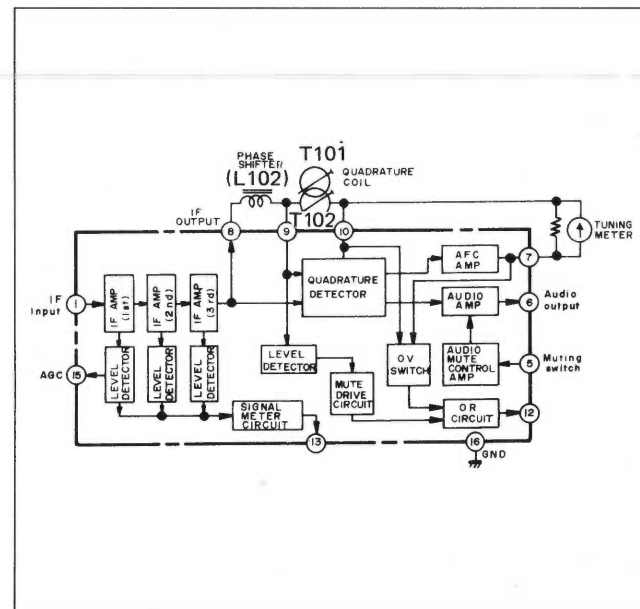 T101
PHASE
SHIFTER
(L102)
QUADRATURE
COIL
T102
IF
OUTPUT
8
9
10
TUNING
METER
IF
Input
1
IF AMP
(1st)
IF AMP
(2nd)
IF AMP
(3rd)
QUADRATURE
DETECTOR
AFC
AMP
7
AUDIO AMP
6
Audio
output
AGC
15
LEVEL
DETECTOR
LEVEL
DETECTOR
LEVEL
DETECTOR
LEVEL
DETECTOR
MUTE
DRIVE
CIRCUIT
OV
SWITCH
AUDIO
MUTE
CONTROL
AMP
5
Muting
switch
SIGNAL
METER
CIRCUIT
OR
CIRCUIT
12
13
16
GND